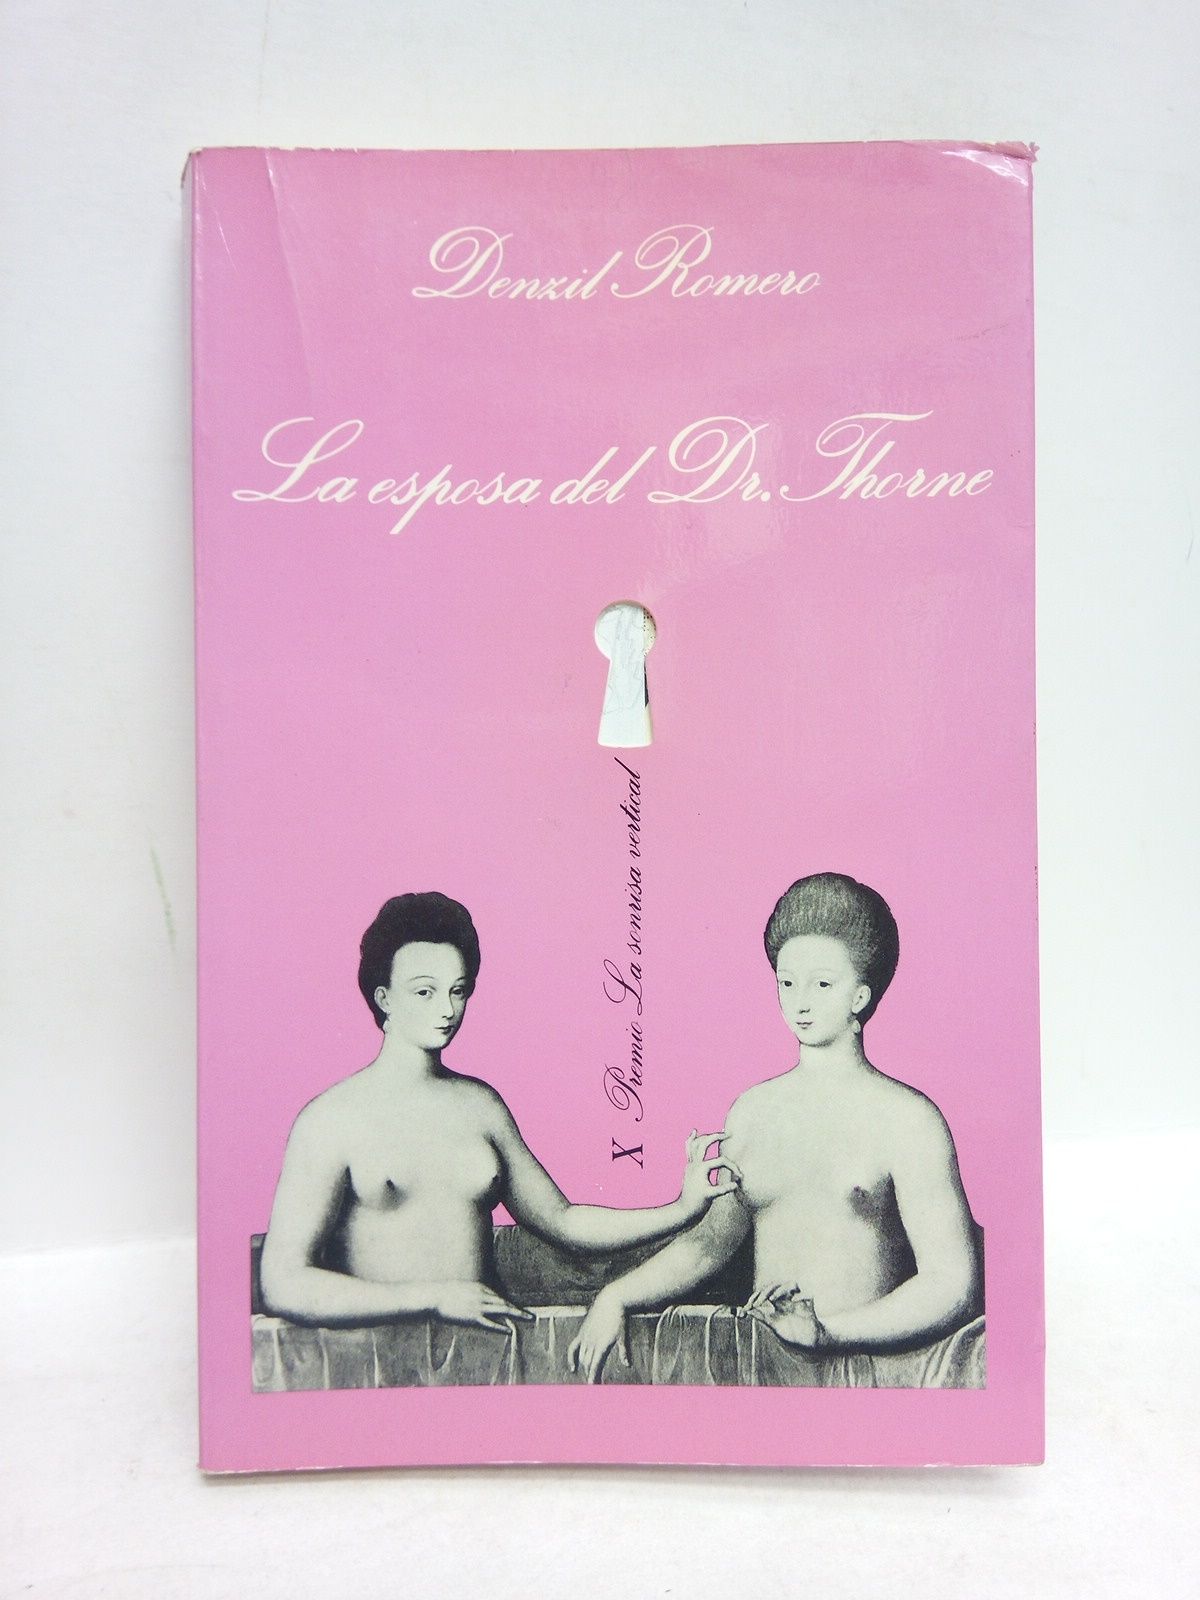 Denzil Romero
La esposa del Dr. Thorne
X Premio La sonrisa vertical